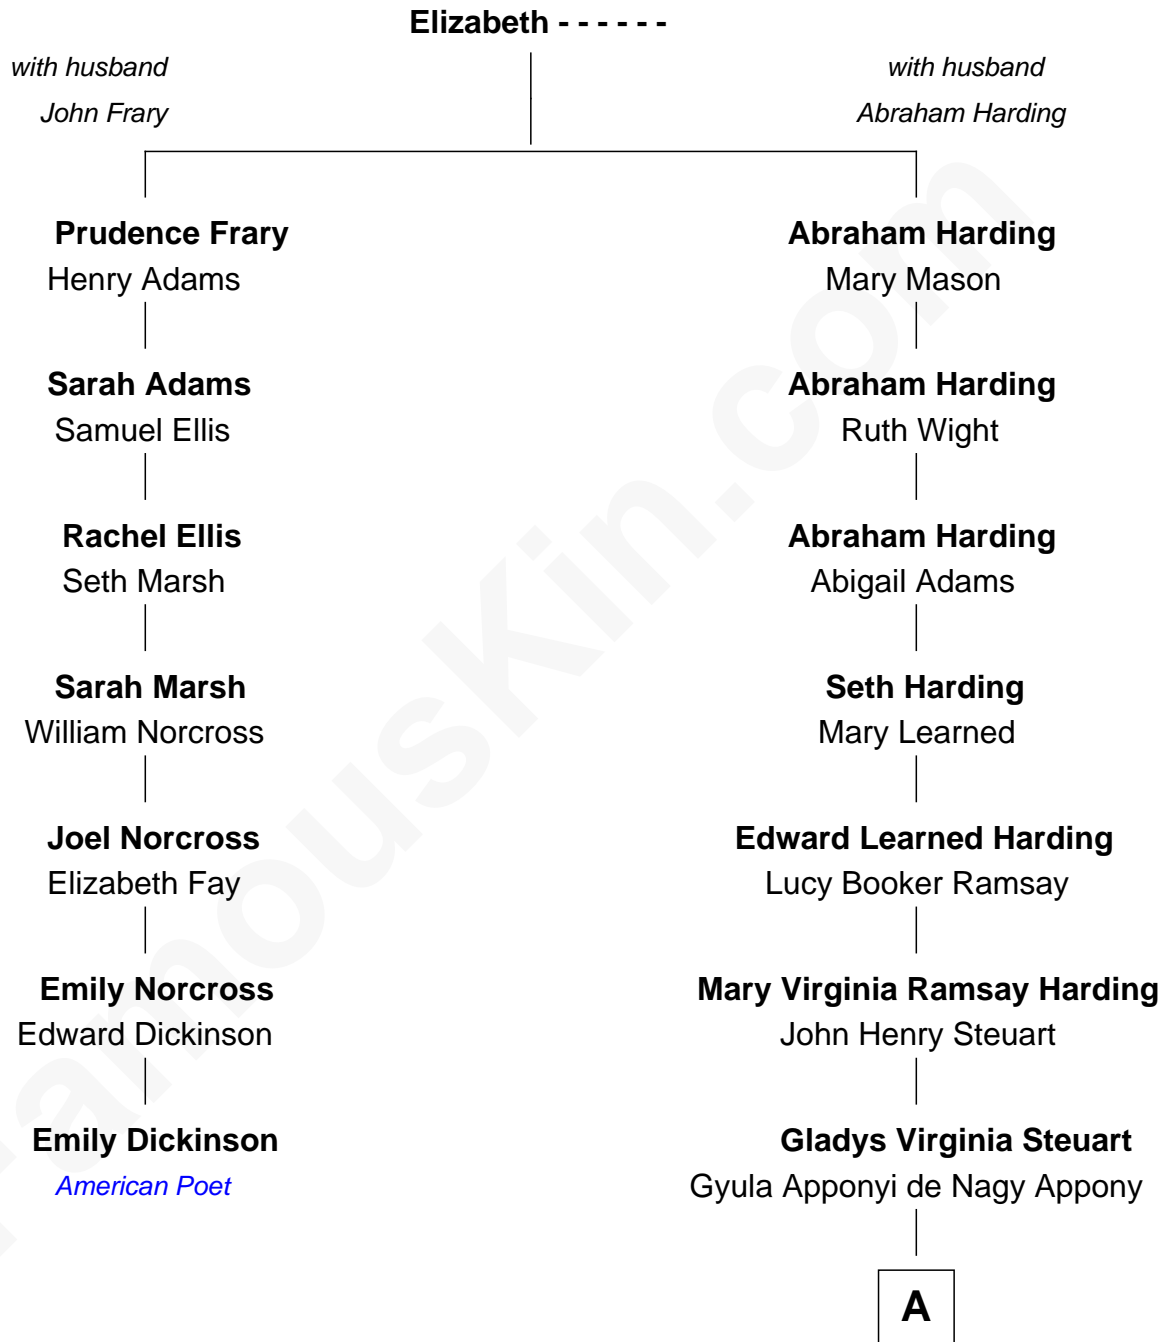 Elizabeth - - - - - -
with husband
John Frary
with husband
Abraham Harding
Prudence Frary
Henry Adams
Sarah Adams
Samuel Ellis
Rachel Ellis
Seth Marsh
Sarah Marsh
William Norcross
Joel Norcross
Elizabeth Fay
Emily Norcross
Edward Dickinson
Emily Dickinson
American Poet
Abraham Harding
Mary Mason
Abraham Harding
Ruth Wight
Abraham Harding
Abigail Adams
Seth Harding
Mary Learned
Edward Learned Harding
Lucy Booker Ramsay
Mary Virginia Ramsay Harding
John Henry Steuart
Gladys Virginia Steuart
Gyula Apponyi de Nagy Appony
A
FamousKin.com